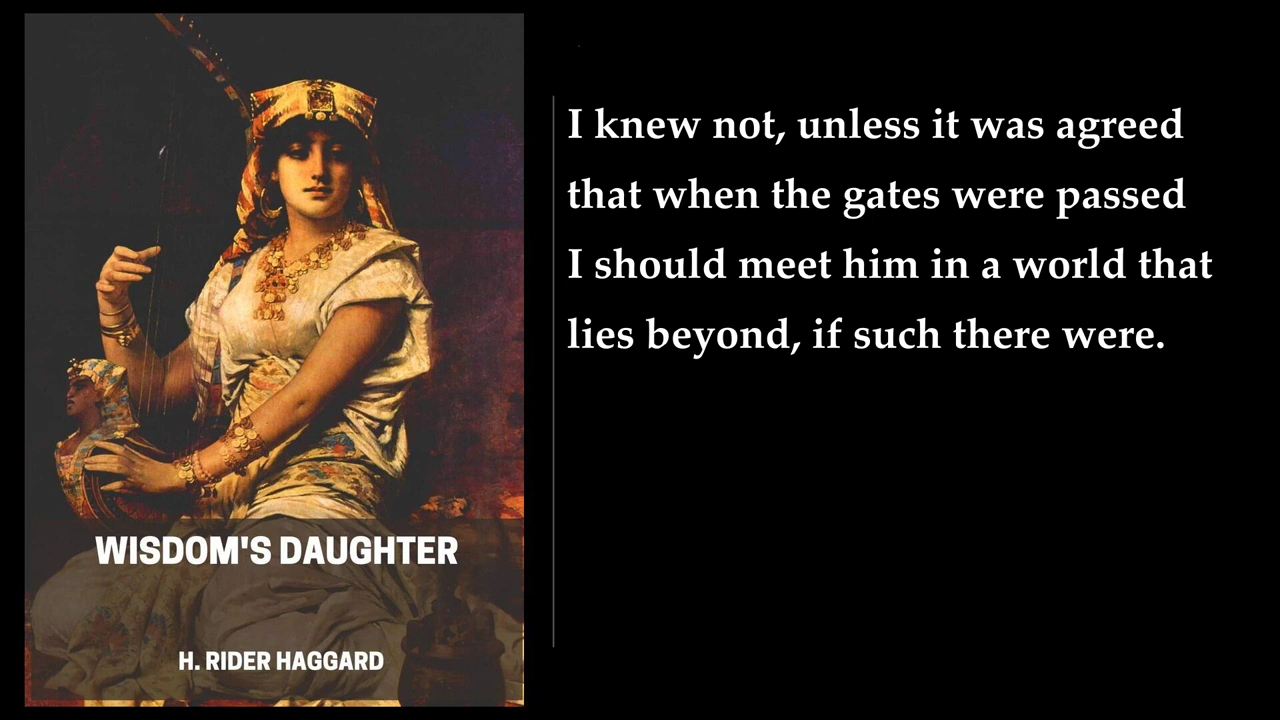 WISDOM'S DAUGHTER
H. RIDER HAGGARD
I knew not, unless it was agreed
that when the gates were passed
I should meet him in a world that
lies beyond, if such there were.